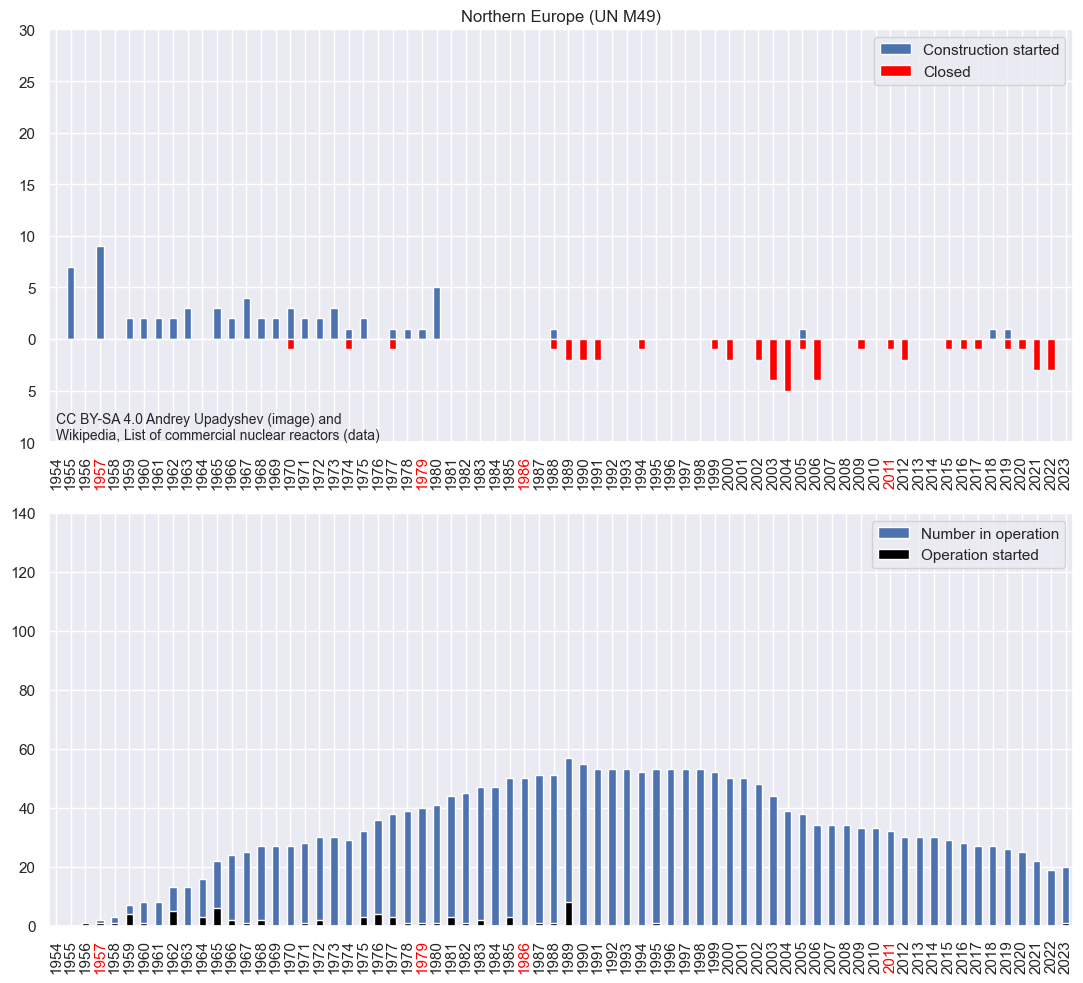 Northern Europe (UN M49)
30
25
20
15
10
5
0
5
10
Construction started
Closed
CC BY-SA 4.0 Andrey Upadyshev (image) and
Wikipedia, List of commercial nuclear reactors (data)
1954 1955 1956 1957 1958 1959 1960 1961 1962 1963 1964 1965 1966 1967 1968 1969 1970 1971 1972 1973 1974 1975 1976 1977 1978 1979 1980 1981 1982 1983 1984 1985 1986 1987 1988 1989 1990 1991 1992 1993 1994 1995 1996 1997 1998 1999 2000 2001 2002 2003 2004 2005 2006 2007 2008 2009 2010 2011 2012 2013 2014 2015 2016 2017 2018 2019 2020 2021 2022 2023
140
120
100
80
60
40
20
0
Number in operation
Operation started
1954 1955 1956 1957 1958 1959 1960 1961 1962 1963 1964 1965 1966 1967 1968 1969 1970 1971 1972 1973 1974 1975 1976 1977 1978 1979 1980 1981 1982 1983 1984 1985 1986 1987 1988 1989 1990 1991 1992 1993 1994 1995 1996 1997 1998 1999 2000 2001 2002 2003 2004 2005 2006 2007 2008 2009 2010 2011 2012 2013 2014 2015 2016 2017 2018 2019 2020 2021 2022 2023